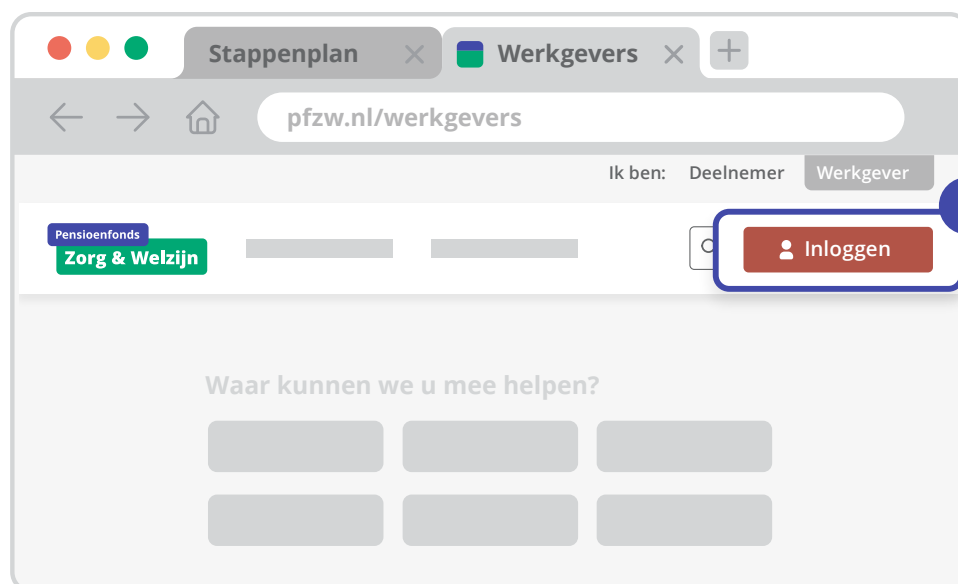 Stappenplan
Werkgevers
pfzw.nl/werkgevers
Ik ben: Deelnemer Werkgever
Pensioenfonds
Zorg & Welzijn
Inloggen
Waar kunnen we u mee helpen?